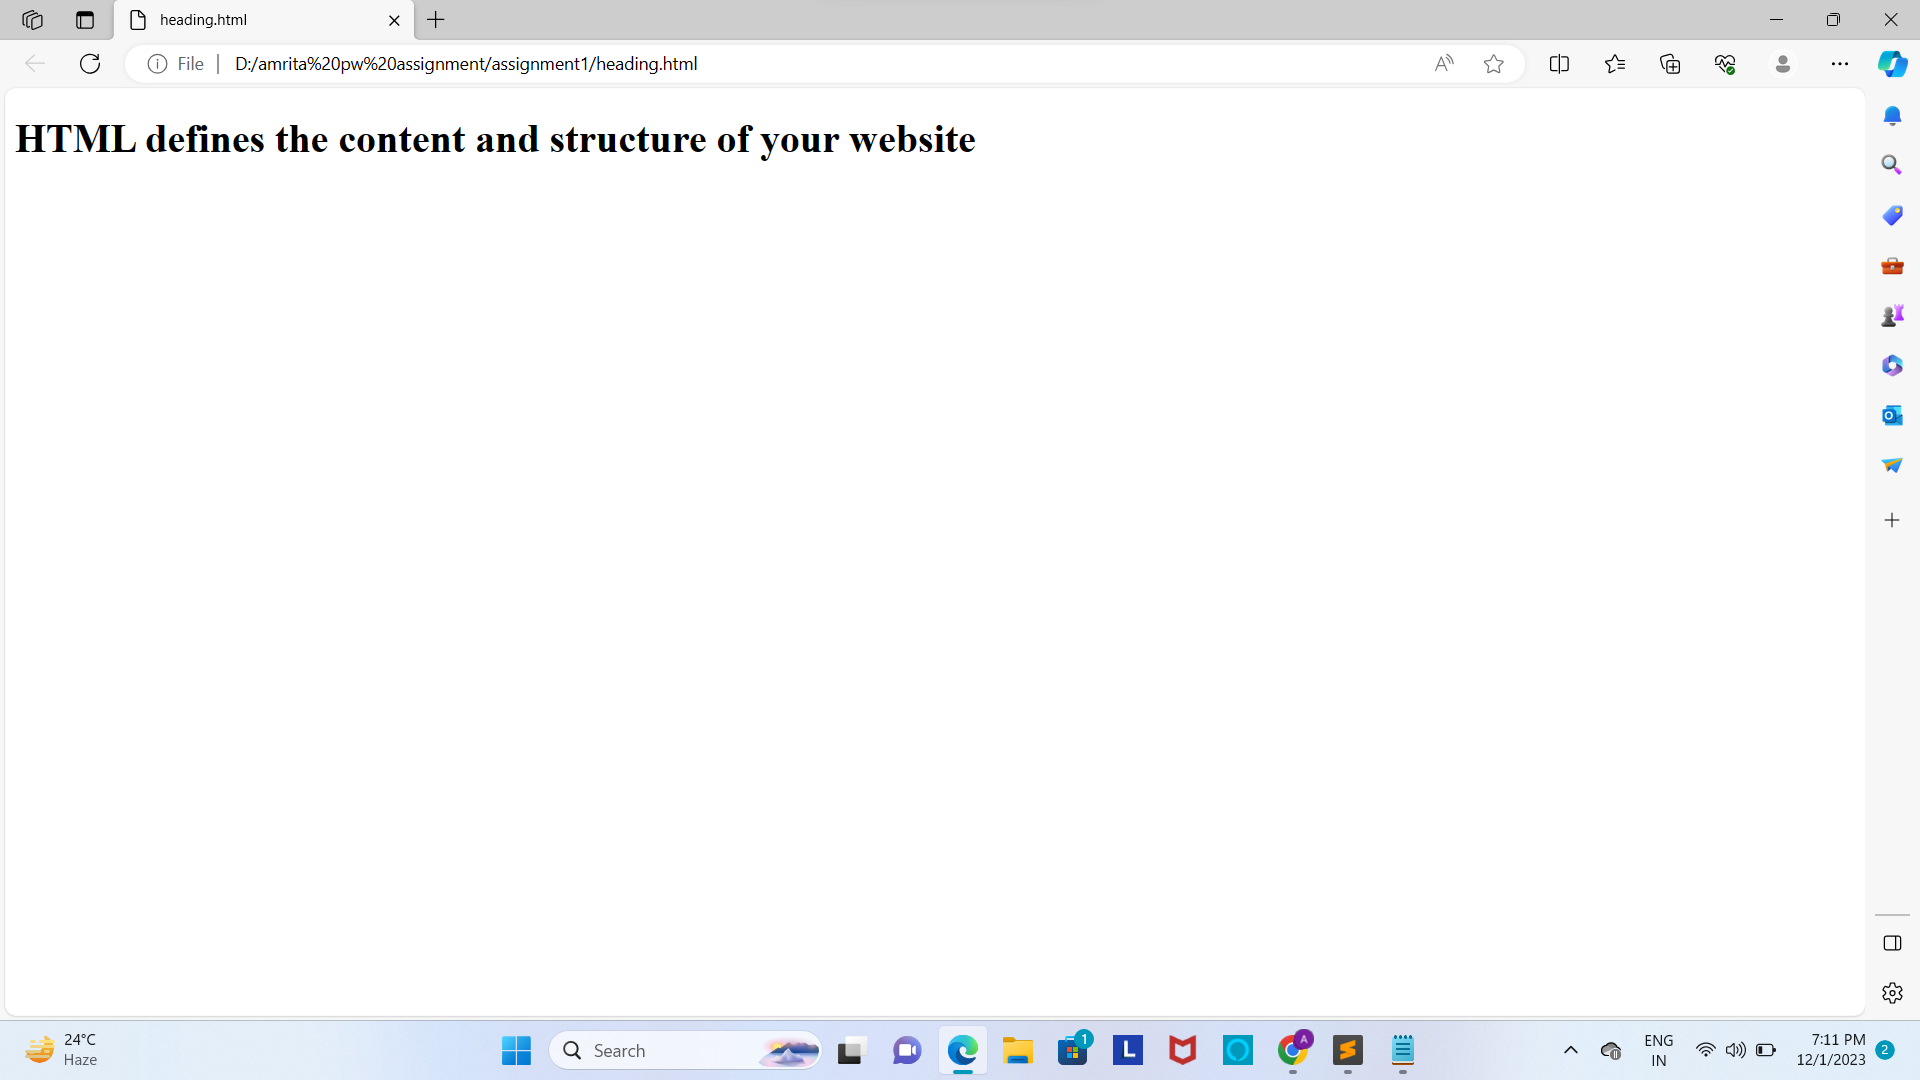 heading.html
File
D:/amrita%20pw%20assignment/assignment1/heading.html
HTML defines the content and structure of your website
24°C
Haze
Search
1
L
A
ENG
IN
7:11 PM
12/1/2023
2